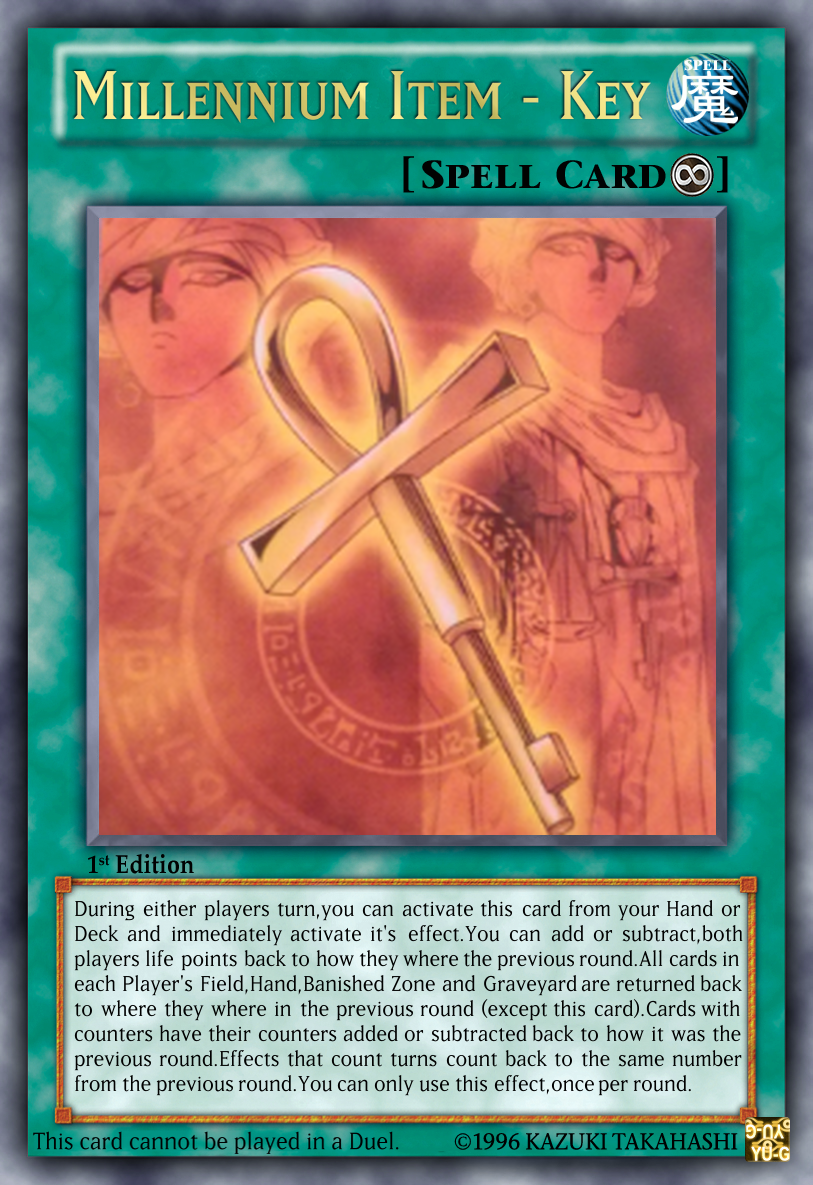 MILLENNIUM ITEM - KEY
SPELL
魔
[SPELL CARD∞]
1st Edition
During either players turn,you can activate this card from your Hand or
Deck and immediately activate it's effect.You can add or subtract,both
players life points back to how they where the previous round.All cards in
each Player's Field,Hand,Banished Zone and Graveyard are returned back
to where they where in the previous round (except this card).Cards with
counters have their counters added or subtracted back to how it was the
previous round.Effects that count turns count back to the same number
from the previous round.You can only use this effect,once per round.
This card cannot be played in a Duel.
©1996 KAZUKI TAKAHASHI